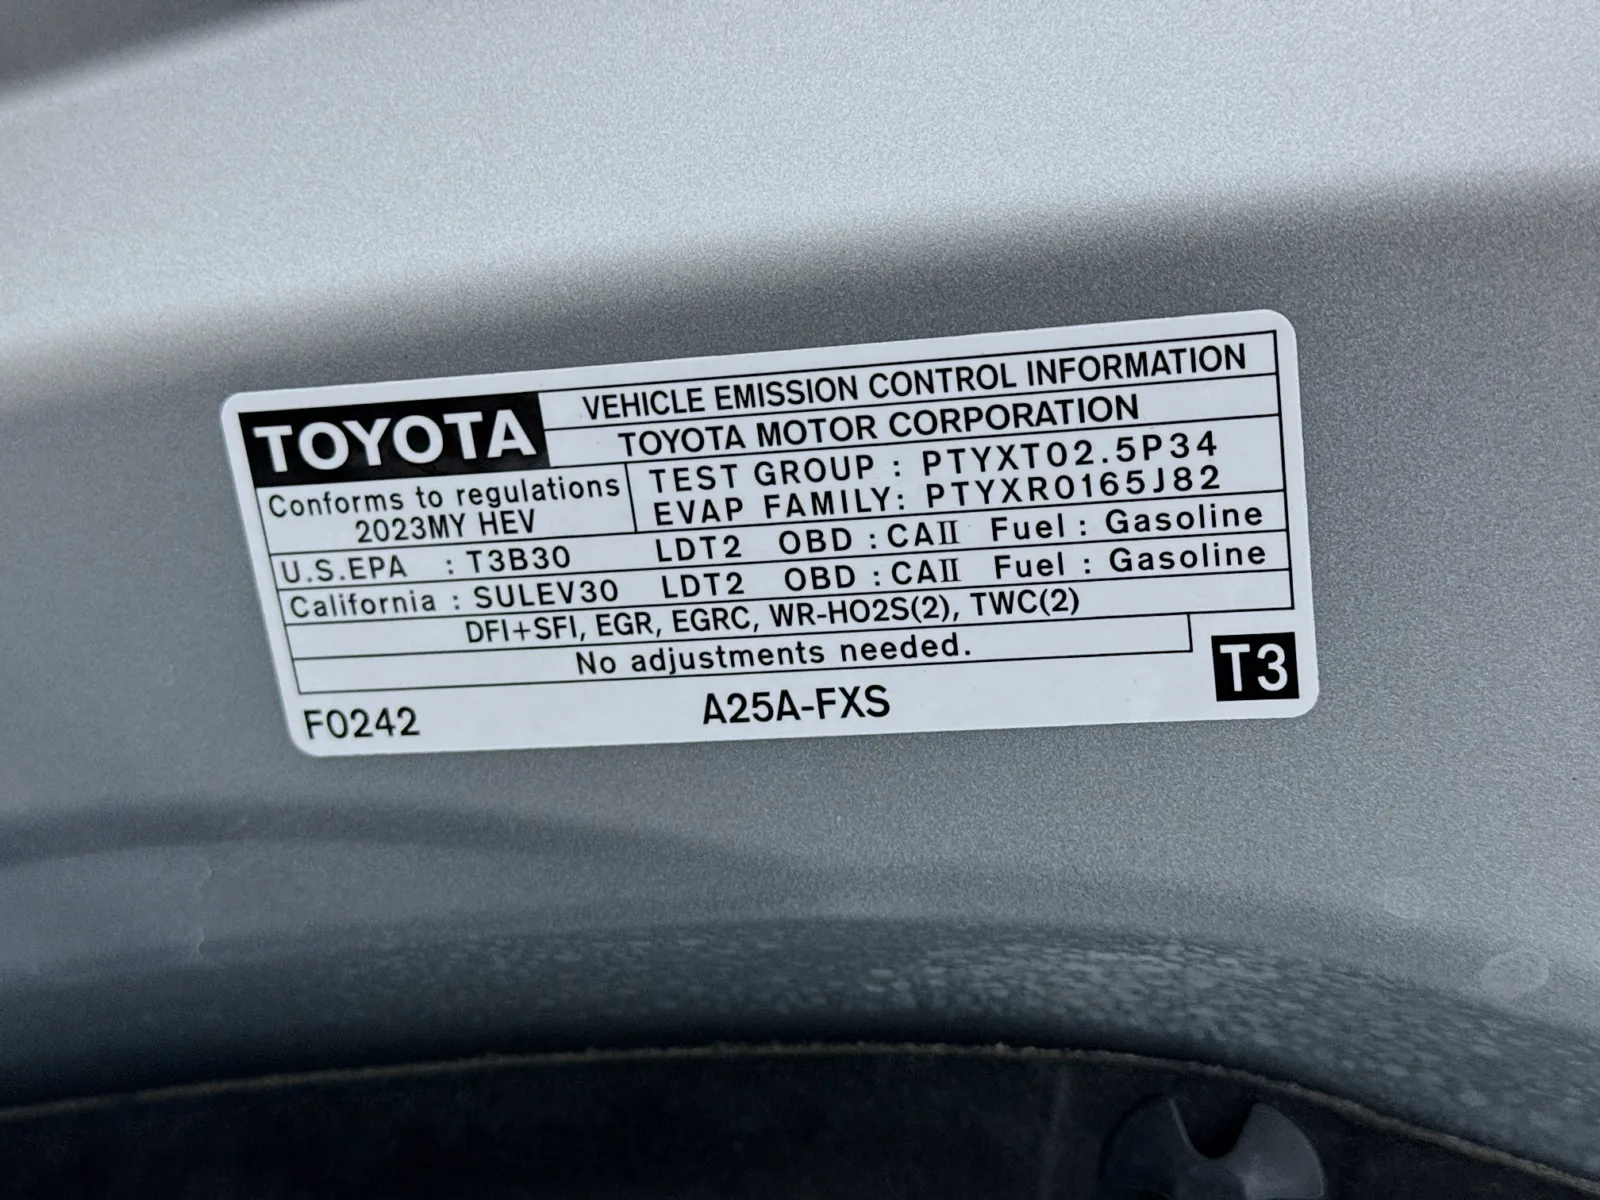 TOYOTA
VEHICLE EMISSION CONTROL INFORMATION
TOYOTA MOTOR CORPORATION
Conforms to regulations
2023MY HEV
TEST GROUP : PTYXT02.5P34
EVAP FAMILY: PTYXR0165J82
U.S.EPA : T3B30 LDT2 OBD : CAⅡ Fuel : Gasoline
California : SULEV30 LDT2 OBD : CAⅡ Fuel : Gasoline
DFI+SFI, EGR, EGRC, WR-HO2S(2), TWC(2)
No adjustments needed.
F0242 A25A-FXS T3